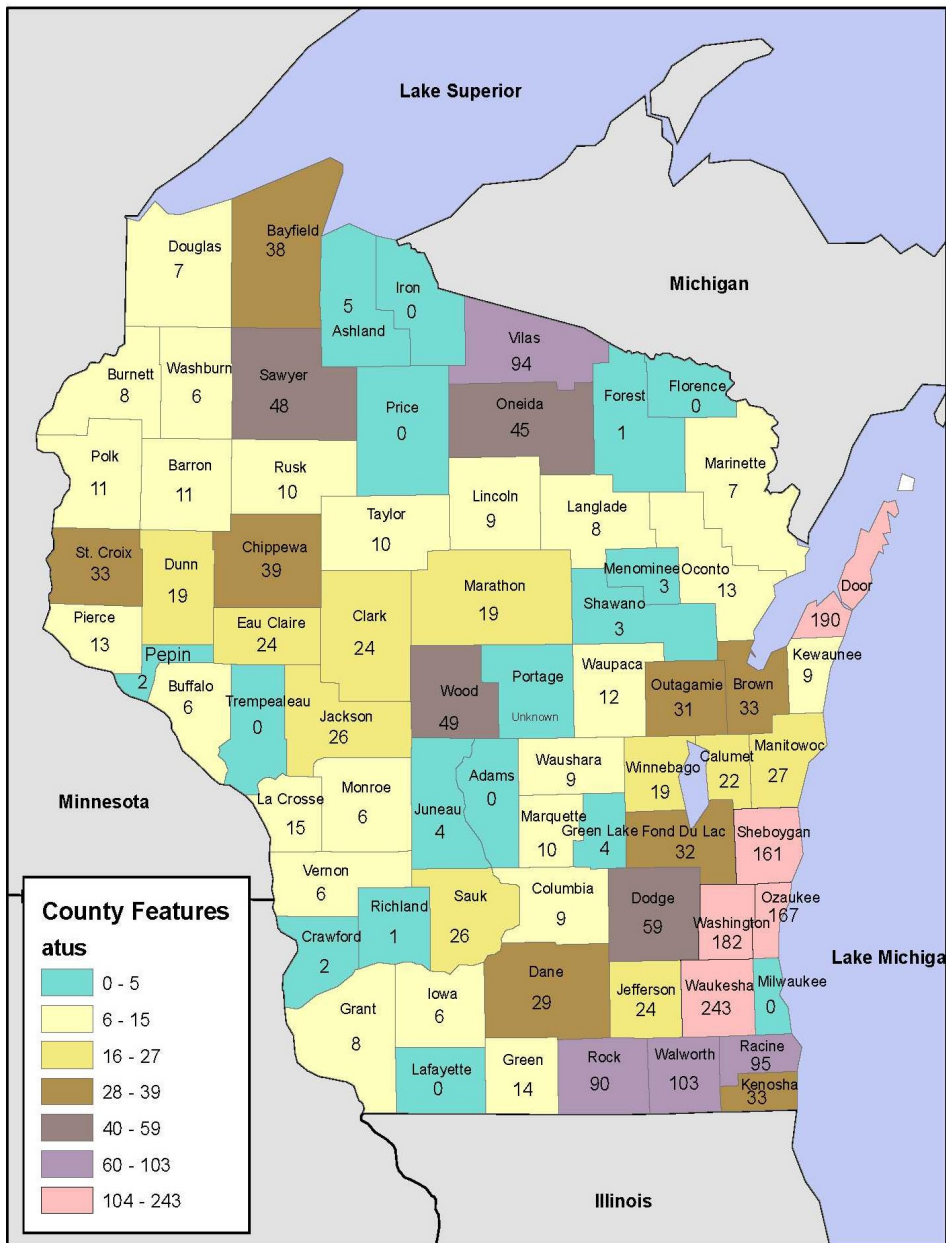 Lake Superior
Bayfield
38
Douglas
7
Michigan
Iron
0
5
Ashland
Vilas
94
Washburn
6
Burnett
8
Sawyer
48
Florence
0
Forest
1
Price
0
Oneida
45
Polk
11
Barron
11
Rusk
10
Marinette
7
Lincoln
9
Langlade
8
Taylor
10
St. Croix
33
Dunn
19
Chippewa
39
Menominee
3
Oconto
13
Door
190
Marathon
19
Shawano
3
Pierce
13
Eau Claire
24
Clark
24
Pepin
2
Kewaunee
9
Buffalo
6
Trempealeau
0
Wood
49
Portage
Unknown
Waupaca
12
Outagamie
31
Brown
33
Jackson
26
Manitowoc
27
Calumet
22
Winnebago
19
Waushara
9
Adams
0
Minnesota
La Crosse
15
Monroe
6
Juneau
4
Marquette
10
Green Lake
4
Fond Du Lac
32
Sheboygan
161
Vernon
6
Sauk
26
Columbia
9
Dodge
59
Ozaukee
167
Washington
182
Richland
1
Crawford
2
Lake Michiga
Dane
29
Jefferson
24
Waukesha
243
Milwaukee
0
Grant
8
Iowa
6
Lafayette
0
Green
14
Rock
90
Walworth
103
Racine
95
Kenosha
33
Illinois
County Features
atus
0 - 5
6 - 15
16 - 27
28 - 39
40 - 59
60 - 103
104 - 243